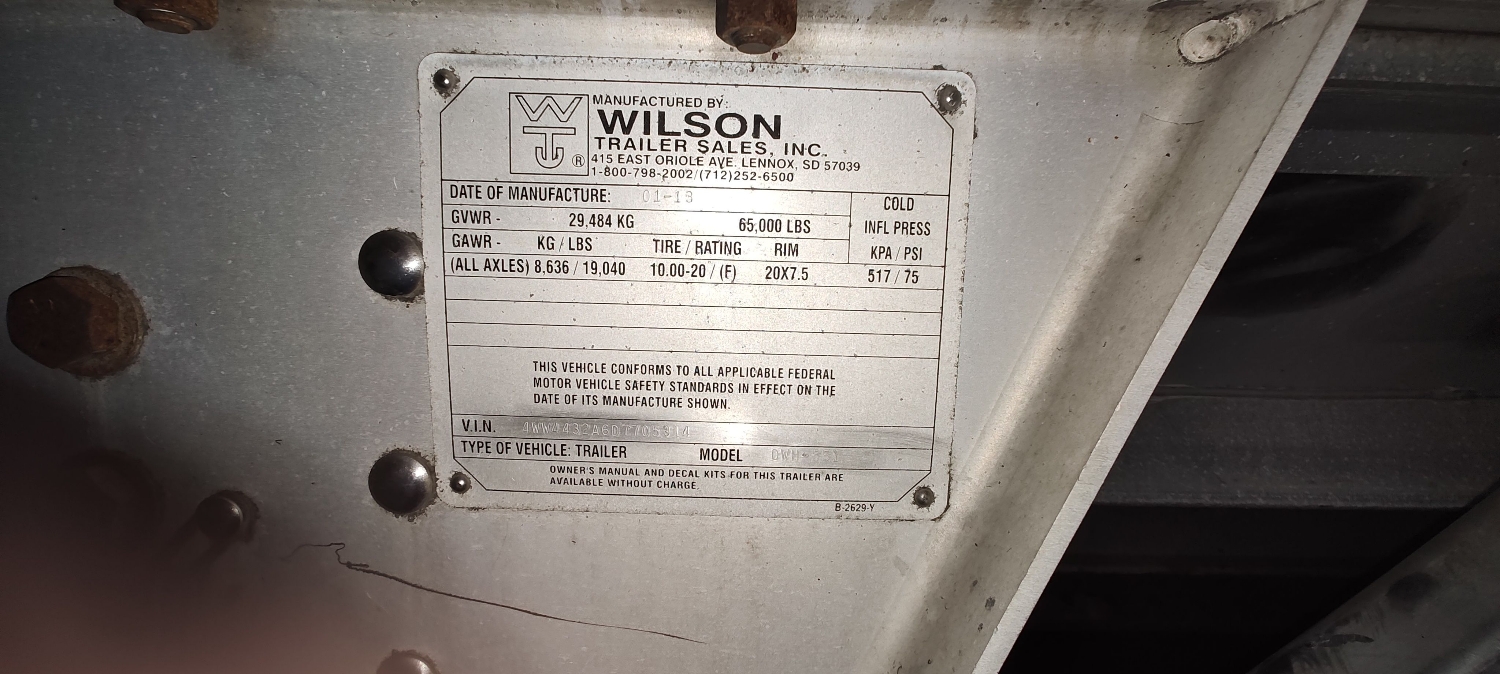 MANUFACTURED BY:
WILSON
TRAILER SALES, INC.
415 EAST ORIOLE AVE. LENNOX, SD 57039
1-800-798-2002/(712)252-6500
DATE OF MANUFACTURE: 01-13
COLD
GVWR - 29,484 KG 65,000 LBS
INFL PRESS
GAWR - KG / LBS TIRE / RATING RIM KPA / PSI
(ALL AXLES) 8,636 / 19,040 10.00-20 / (F) 20X7.5 517 / 75
THIS VEHICLE CONFORMS TO ALL APPLICABLE FEDERAL
MOTOR VEHICLE SAFETY STANDARDS IN EFFECT ON THE
DATE OF ITS MANUFACTURE SHOWN.
V.I.N.
TYPE OF VEHICLE: TRAILER MODEL
OWNER'S MANUAL AND DECAL KITS FOR THIS TRAILER ARE
AVAILABLE WITHOUT CHARGE.
B-2629-Y